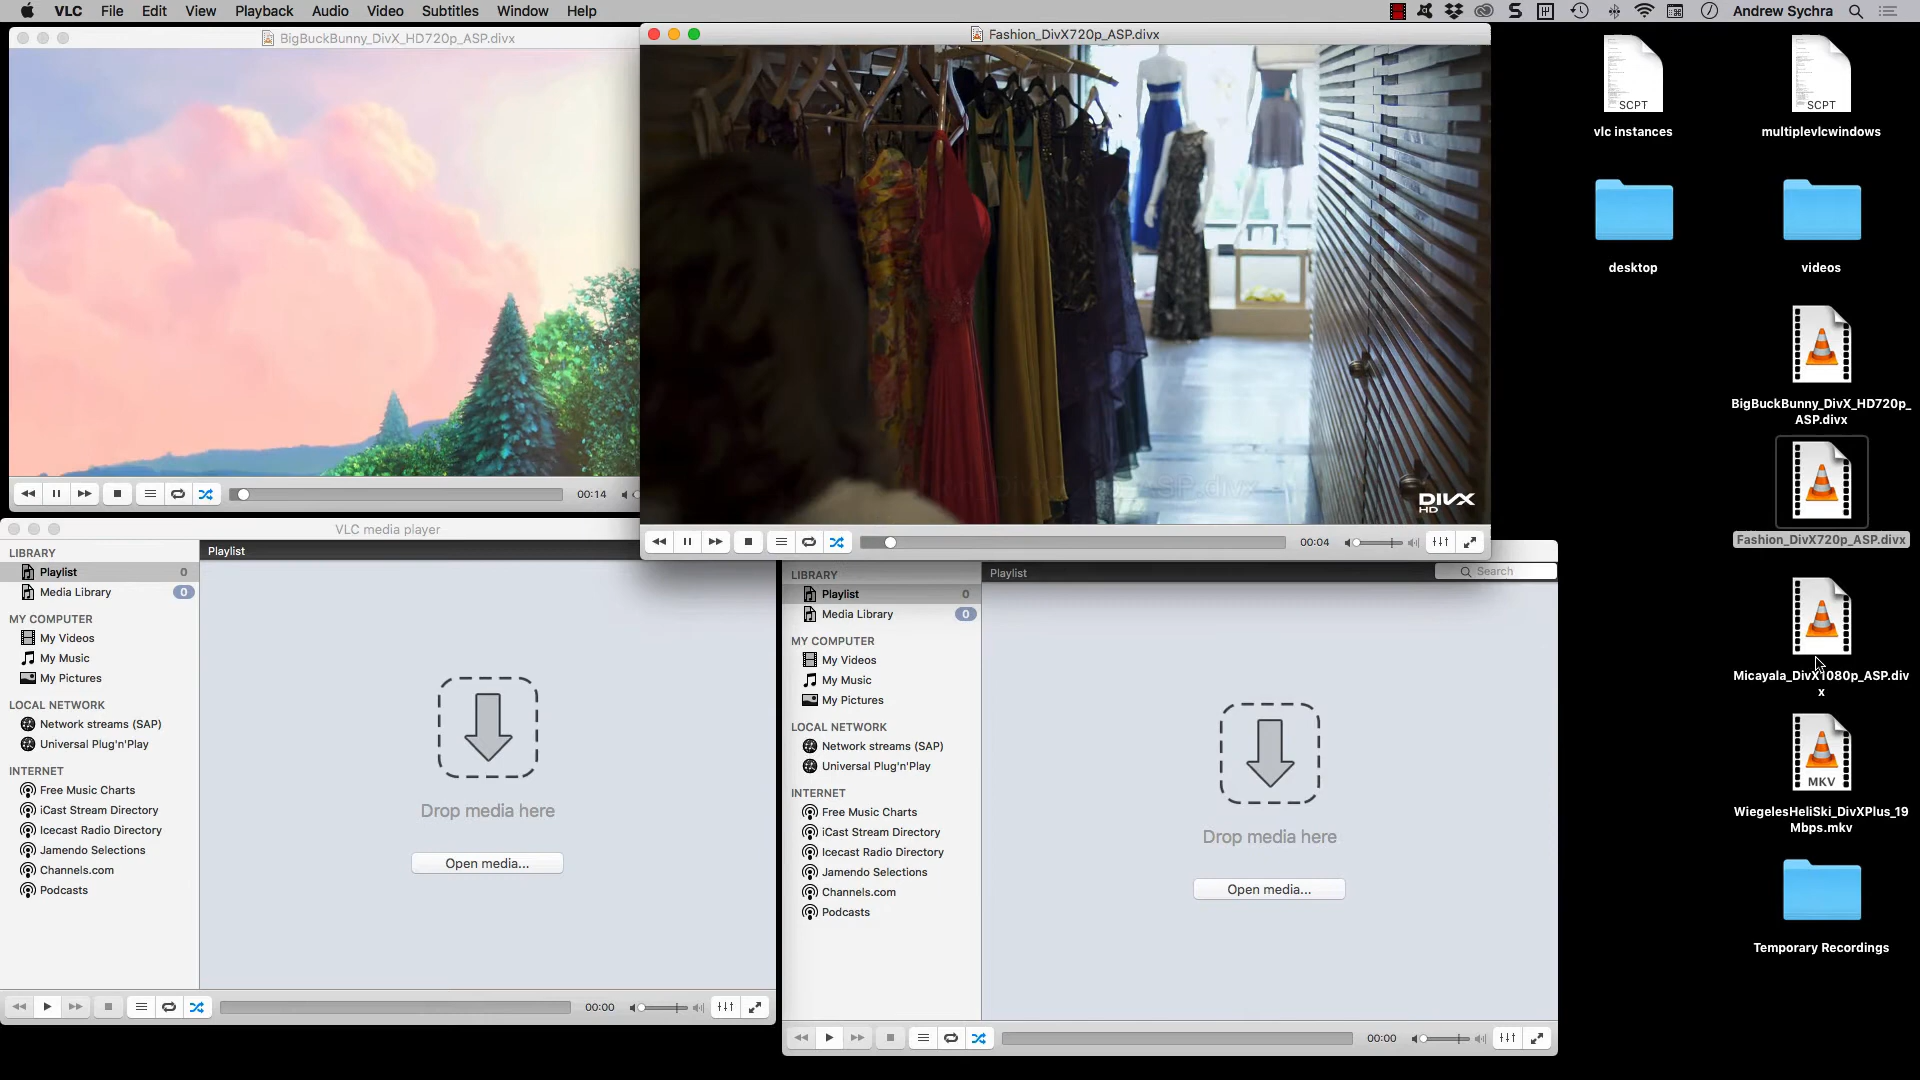 VLC File Edit View Playback Audio Video Subtitles Window Help
Andrew Sychra
BigBuckBunny_DivX_HD720p_ASP.divx
00:14
Fashion_DivX720p_ASP.divx
DIVX
HD
00:04
VLC media player
LIBRARY
Playlist 0
Media Library 0
MY COMPUTER
My Videos
My Music
My Pictures
LOCAL NETWORK
Network streams (SAP)
Universal Plug'n'Play
INTERNET
Free Music Charts
iCast Stream Directory
Icecast Radio Directory
Jamendo Selections
Channels.com
Podcasts
Playlist
Drop media here
Open media...
00:00
LIBRARY
Playlist 0
Media Library 0
MY COMPUTER
My Videos
My Music
My Pictures
LOCAL NETWORK
Network streams (SAP)
Universal Plug'n'Play
INTERNET
Free Music Charts
iCast Stream Directory
Icecast Radio Directory
Jamendo Selections
Channels.com
Podcasts
Playlist
Search
Drop media here
Open media...
00:00
SCPT
vlc instances
SCPT
multiplevlcwindows
desktop
videos
BigBuckBunny_DivX_HD720p_
ASP.divx
Fashion_DivX720p_ASP.divx
Micayala_DivX1080p_ASP.div
x
MKV
WiegelesHeliSki_DivXPlus_19
Mbps.mkv
Temporary Recordings